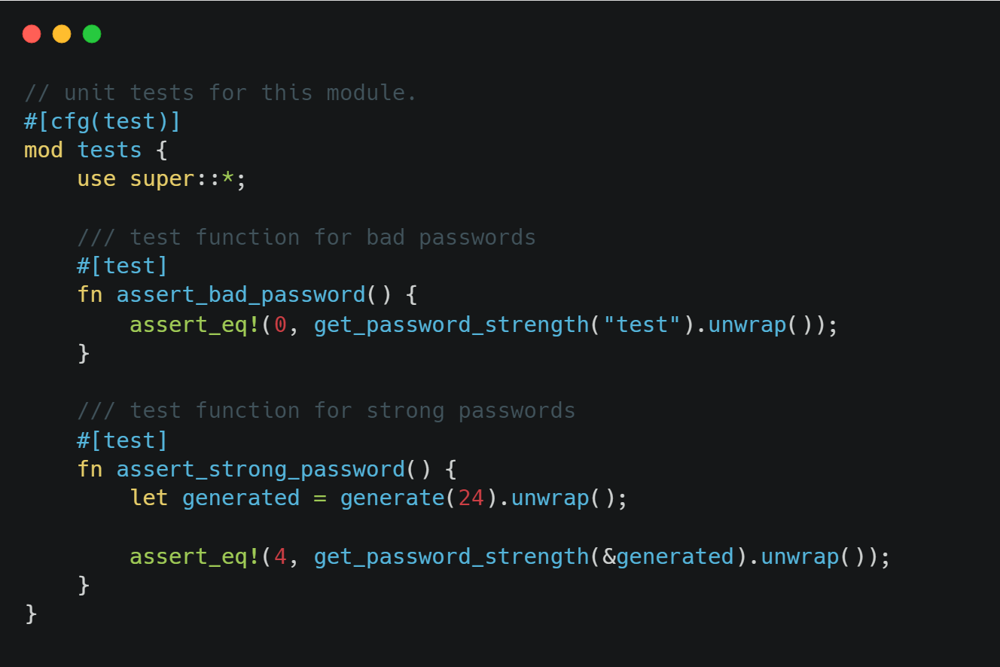 // unit tests for this module.
#[cfg(test)]
mod tests {
    use super::*;

    /// test function for bad passwords
    #[test]
    fn assert_bad_password() {
        assert_eq!(0, get_password_strength("test").unwrap());
    }

    /// test function for strong passwords
    #[test]
    fn assert_strong_password() {
        let generated = generate(24).unwrap();

        assert_eq!(4, get_password_strength(&generated).unwrap());
    }
}